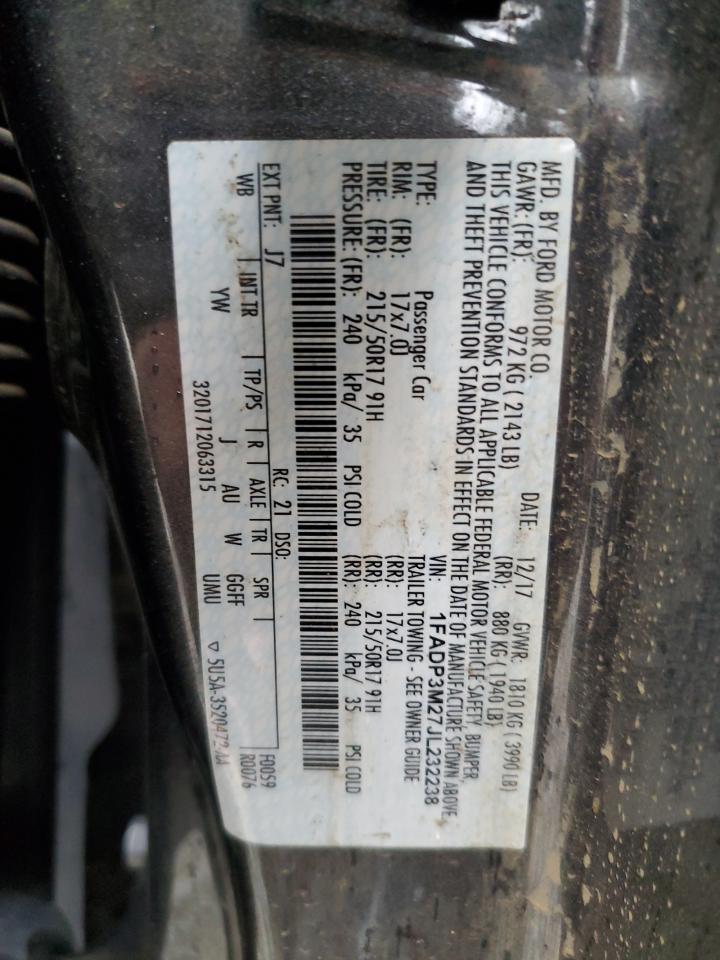 MFD. BY FORD MOTOR CO. DATE: 12/17 GVWR: 1810 KG ( 3990 LB)
GAWR: (FR): 972 KG ( 2143 LB) (RR): 880 KG ( 1940 LB)
THIS VEHICLE CONFORMS TO ALL APPLICABLE FEDERAL MOTOR VEHICLE SAFETY, BUMPER,
AND THEFT PREVENTION STANDARDS IN EFFECT ON THE DATE OF MANUFACTURE SHOWN ABOVE.
VIN: 1FADP3M27JL232238
TYPE: Passenger Car TRAILER TOWING - SEE OWNER GUIDE
RIM: (FR): 17x7.0J (RR): 17x7.0J
TIRE: (FR): 215/50R17 91H (RR): 215/50R17 91H
PRESSURE: (FR): 240 kPa/ 35 PSI COLD (RR): 240 kPa/ 35 PSI COLD
EXT PNT: J7 RC: 21 DSO: F0059
WB | INT TR | TP/PS | R | AXLE | TR | SPR | R0076
YW J AU W GGFF
3201712063315 UMU ▽ 5U5A-3520472-AA